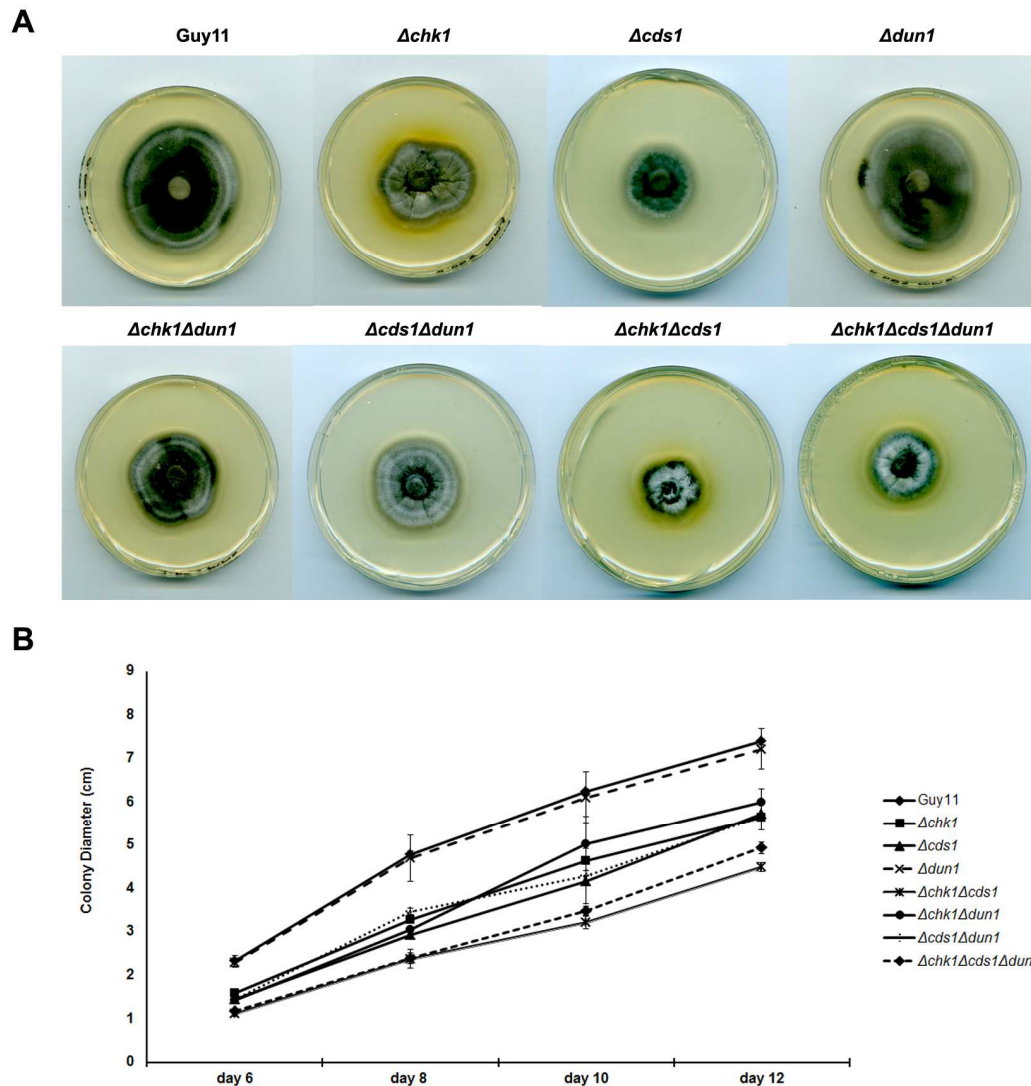 A
Guy11 Δchk1 Δcds1 Δdun1
Δchk1Δdun1 Δcds1Δdun1 Δchk1Δcds1 Δchk1Δcds1Δdun1
B
9
8
7
6
5
4
3
2
1
0
Colony Diameter (cm)
day 6 day 8 day 10 day 12
Guy11
Δchk1
Δcds1
Δdun1
Δchk1Δcds1
Δchk1Δdun1
Δcds1Δdun1
Δchk1Δcds1Δdun